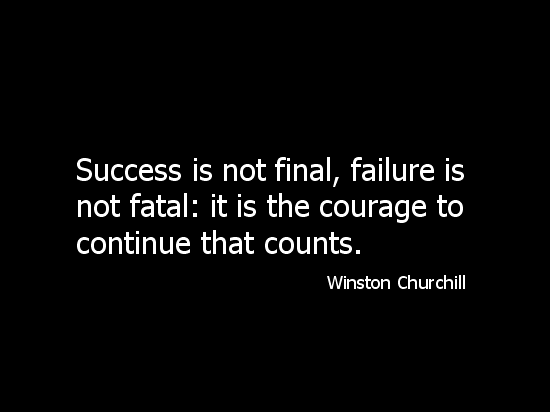 Success is not final, failure is
not fatal: it is the courage to
continue that counts.
Winston Churchill